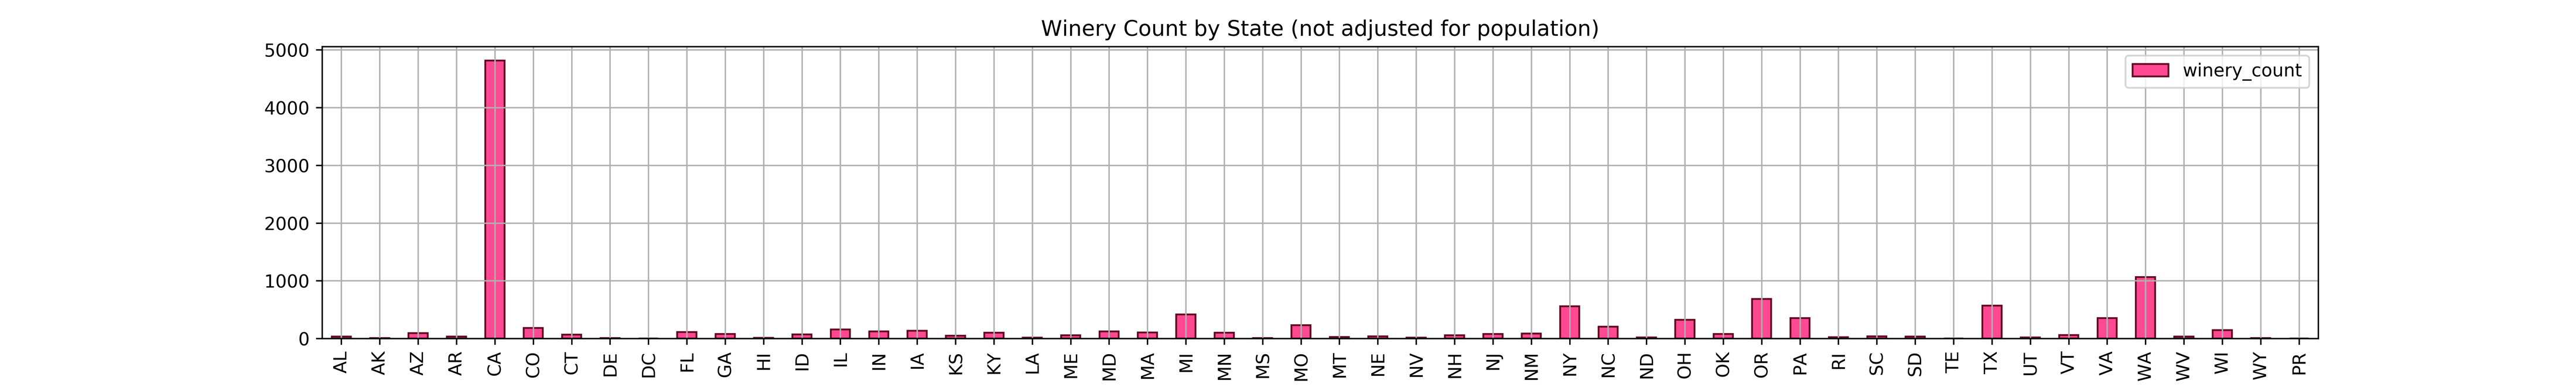 Winery Count by State (not adjusted for population)
5000
4000
3000
2000
1000
0
winery_count
AL AK AZ AR CA CO CT DE DC FL GA HI ID IL IN IA KS KY LA ME MD MA MI MN MS MO MT NE NV NH NJ NM NY NC ND OH OK OR PA RI SC SD TE TX UT VT VA WA WV WI WY PR